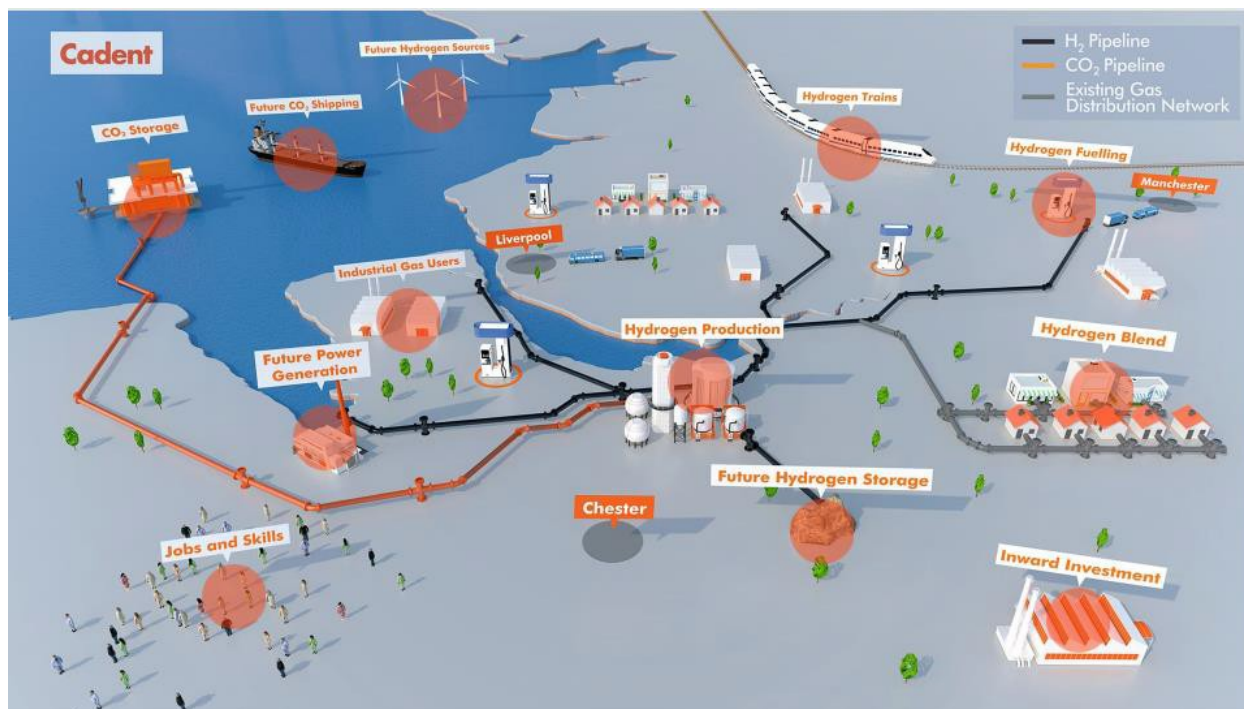 Cadent
Future Hydrogen Sources
H₂ Pipeline
CO₂ Pipeline
Existing Gas
Distribution Network
Future CO₂ Shipping
Hydrogen Trains
CO₂ Storage
Hydrogen Fuelling
Manchester
Liverpool
Industrial Gas Users
Hydrogen Production
Hydrogen Blend
Future Power
Generation
Future Hydrogen Storage
Chester
Jobs and Skills
Inward Investment